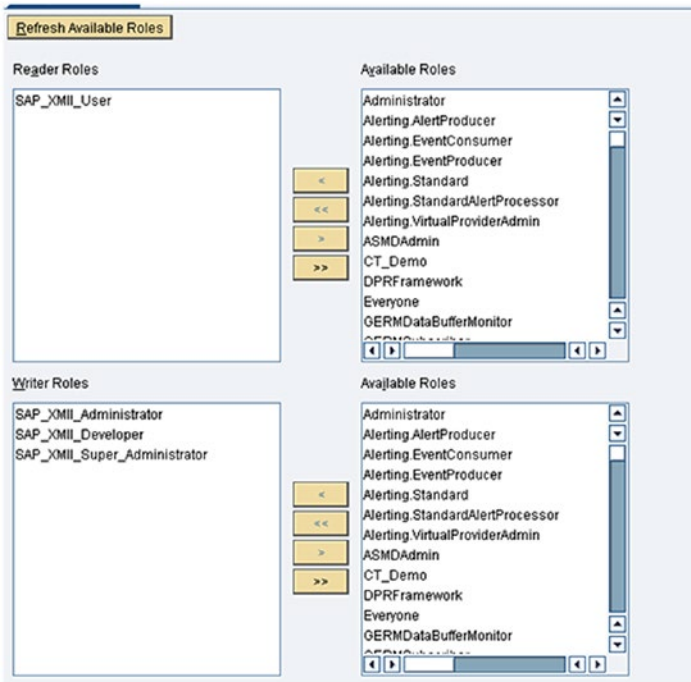 Refresh Available Roles
Reader Roles
Available Roles
SAP_XMII_User
Administrator
Alerting.AlertProducer
Alerting.EventConsumer
Alerting.EventProducer
Alerting.Standard
Alerting.StandardAlertProcessor
Alerting.VirtualProviderAdmin
ASMDAdmin
CT_Demo
DPRFramework
Everyone
GERMDataBufferMonitor
<
<<
>
>>
Writer Roles
Available Roles
SAP_XMII_Administrator
SAP_XMII_Developer
SAP_XMII_Super_Administrator
Administrator
Alerting.AlertProducer
Alerting.EventConsumer
Alerting.EventProducer
Alerting.Standard
Alerting.StandardAlertProcessor
Alerting.VirtualProviderAdmin
ASMDAdmin
CT_Demo
DPRFramework
Everyone
GERMDataBufferMonitor
<
<<
>
>>